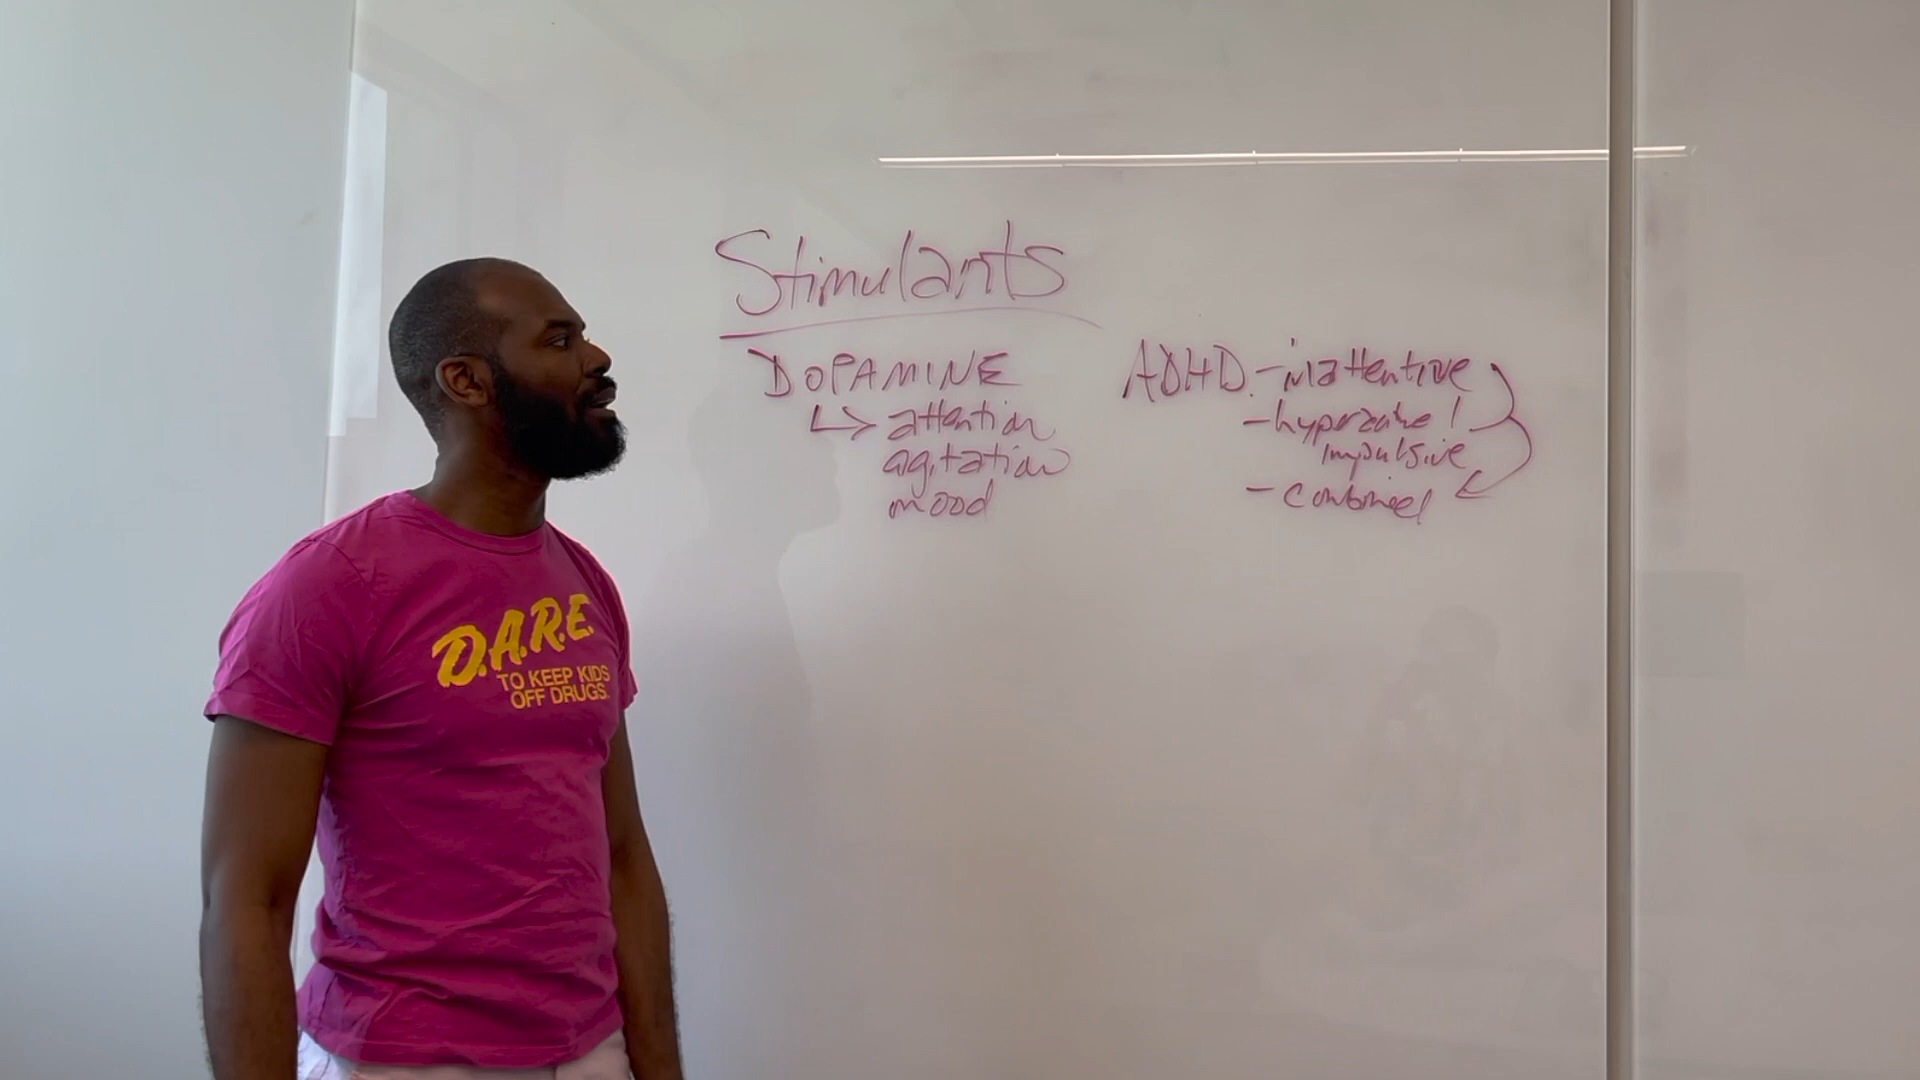 Stimulants
DOPAMINE
attention
agitation
mood
ADHD - inattentive
- hyperactive /
impulsive
- combined
D.A.R.E.
TO KEEP KIDS
OFF DRUGS.